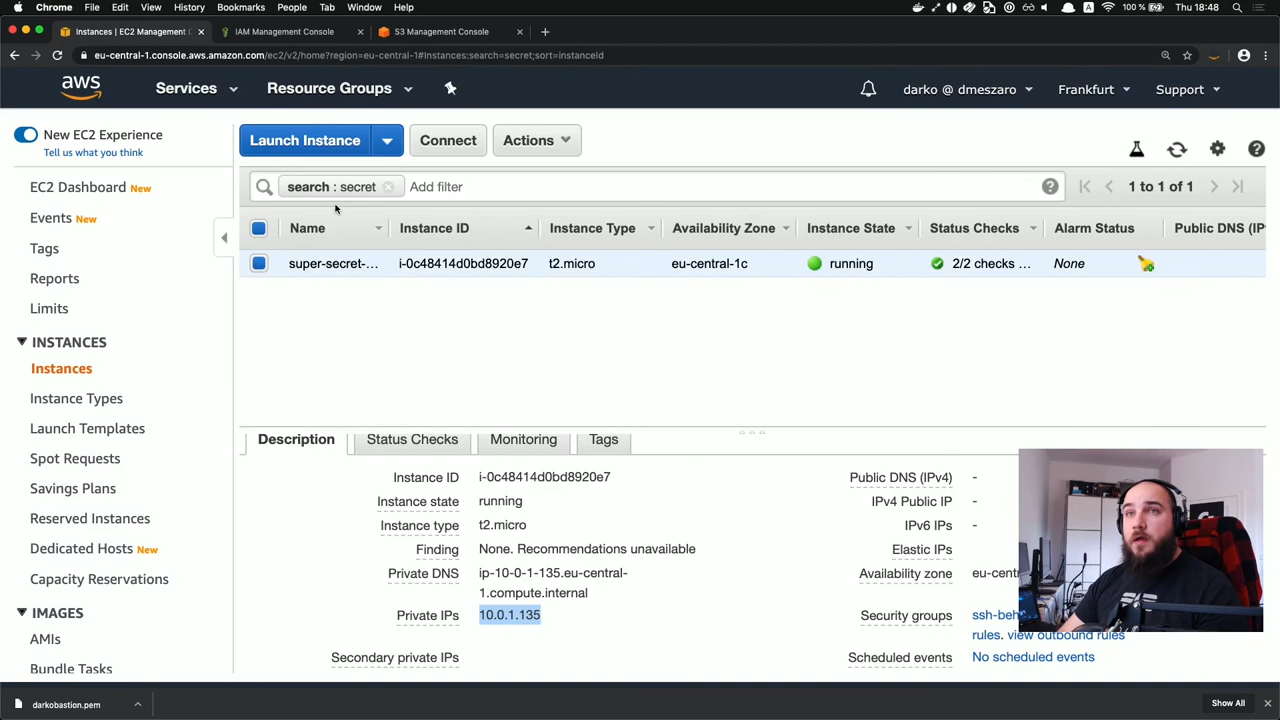 Chrome File Edit View History Bookmarks People Tab Window Help 100 % Thu 18:48
Instances | EC2 Management C IAM Management Console S3 Management Console
eu-central-1.console.aws.amazon.com/ec2/v2/home?region=eu-central-1#Instances:search=secret;sort=instanceId
aws Services Resource Groups darko @ dmeszaro Frankfurt Support
New EC2 Experience
Tell us what you think
EC2 Dashboard New
Events New
Tags
Reports
Limits
INSTANCES
Instances
Instance Types
Launch Templates
Spot Requests
Savings Plans
Reserved Instances
Dedicated Hosts New
Capacity Reservations
IMAGES
AMIs
Bundle Tasks
Launch Instance Connect Actions
search : secret Add filter 1 to 1 of 1
Name Instance ID Instance Type Availability Zone Instance State Status Checks Alarm Status Public DNS (IP
super-secret-... i-0c48414d0bd8920e7 t2.micro eu-central-1c running 2/2 checks ... None
Description Status Checks Monitoring Tags
Instance ID i-0c48414d0bd8920e7 Public DNS (IPv4) -
Instance state running IPv4 Public IP -
Instance type t2.micro IPv6 IPs -
Finding None. Recommendations unavailable Elastic IPs
Private DNS ip-10-0-1-135.eu-central- Availability zone eu-cent
1.compute.internal
Private IPs 10.0.1.135 Security groups ssh-beh
rules. view outbound rules
Secondary private IPs Scheduled events No scheduled events
darkobastion.pem Show All